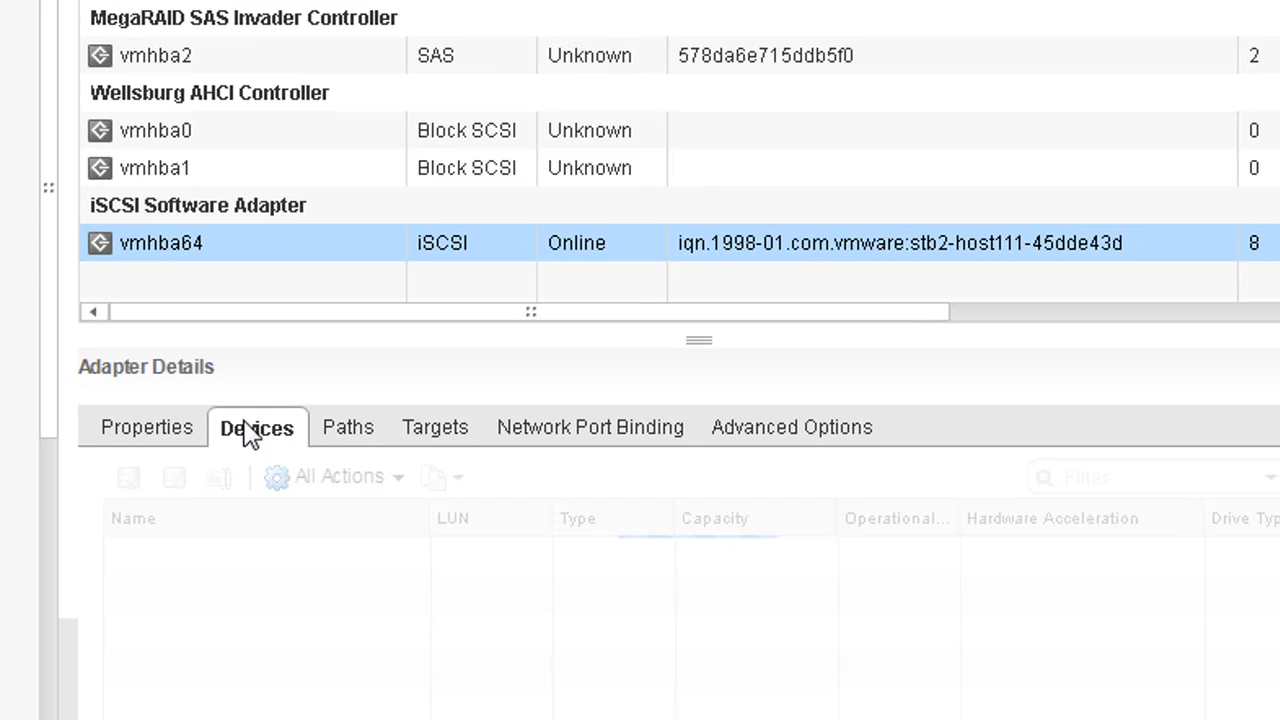 MegaRAID SAS Invader Controller
vmhba2 SAS Unknown 578da6e715ddb5f0 2
Wellsburg AHCI Controller
vmhba0 Block SCSI Unknown 0
vmhba1 Block SCSI Unknown 0
iSCSI Software Adapter
vmhba64 iSCSI Online iqn.1998-01.com.vmware:stb2-host111-45dde43d 8
Adapter Details
Properties Devices Paths Targets Network Port Binding Advanced Options
All Actions Filter
Name LUN Type Capacity Operational... Hardware Acceleration Drive Typ